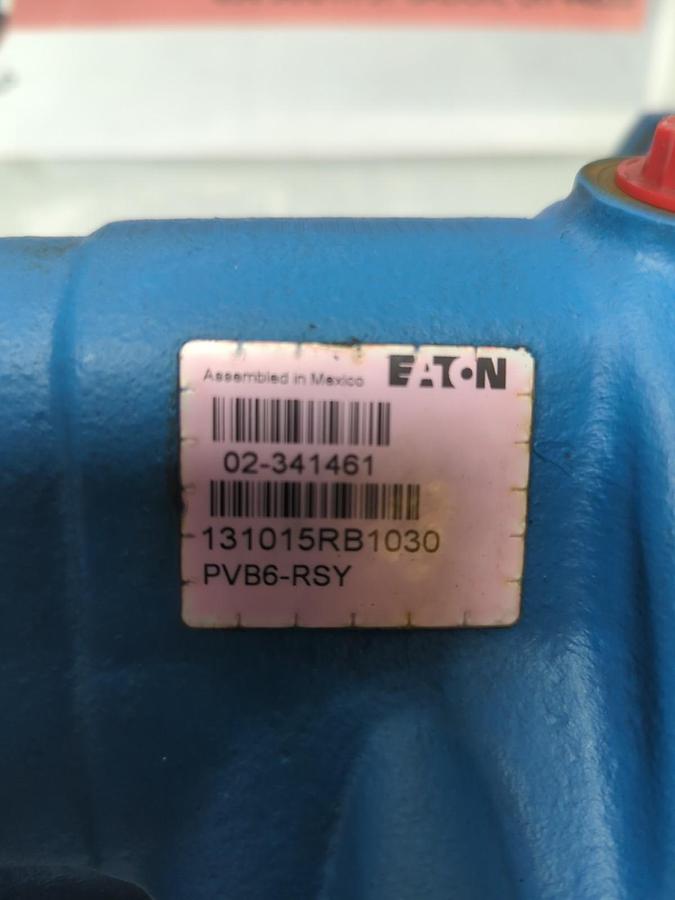 Assembled in Mexico EATON
02-341461
131015RB1030
PVB6-RSY